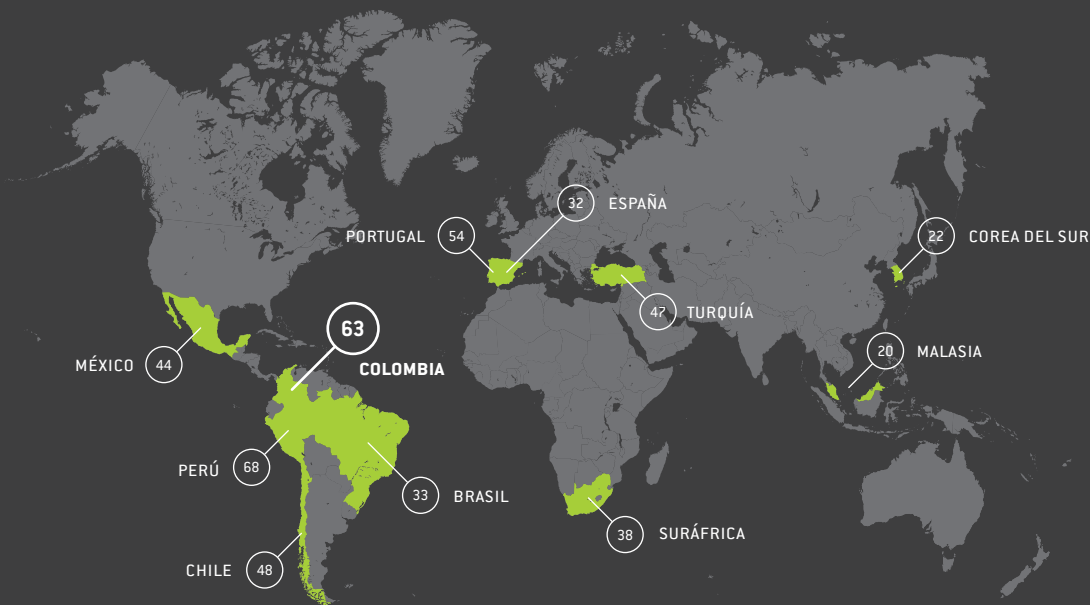 32 ESPAÑA
PORTUGAL 54
22 COREA DEL SUR
47 TURQUÍA
63
COLOMBIA
MÉXICO 44
20 MALASIA
PERÚ 68
33 BRASIL
38 SURÁFRICA
CHILE 48